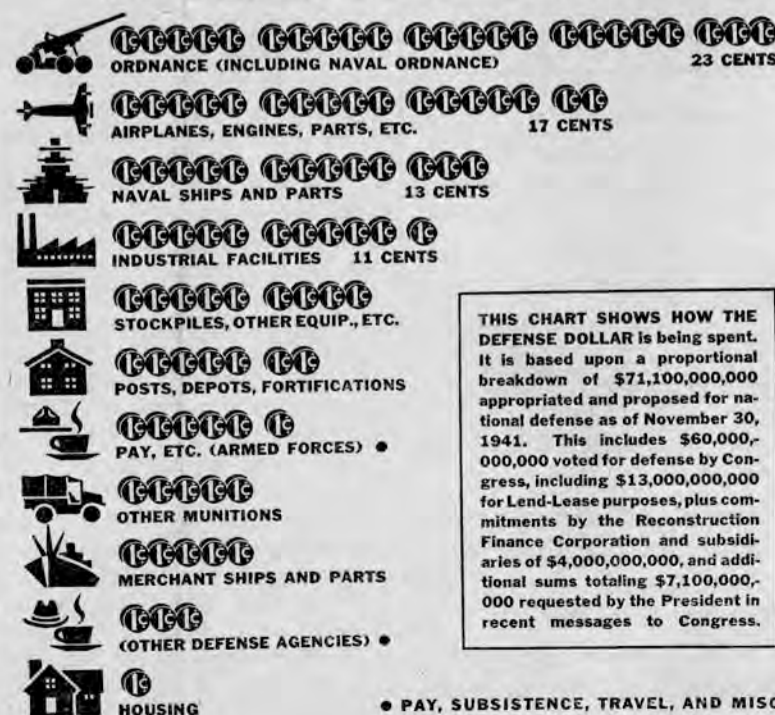 ORDNANCE (INCLUDING NAVAL ORDNANCE) 23 CENTS
AIRPLANES, ENGINES, PARTS, ETC. 17 CENTS
NAVAL SHIPS AND PARTS 13 CENTS
INDUSTRIAL FACILITIES 11 CENTS
STOCKPILES, OTHER EQUIP., ETC.
POSTS, DEPOTS, FORTIFICATIONS
PAY, ETC. (ARMED FORCES) ●
OTHER MUNITIONS
MERCHANT SHIPS AND PARTS
(OTHER DEFENSE AGENCIES) ●
HOUSING
THIS CHART SHOWS HOW THE
DEFENSE DOLLAR is being spent.
It is based upon a proportional
breakdown of $71,100,000,000
appropriated and proposed for na-
tional defense as of November 30,
1941. This includes $60,000,-
000,000 voted for defense by Con-
gress, including $13,000,000,000
for Lend-Lease purposes, plus com-
mitments by the Reconstruction
Finance Corporation and subsidi-
aries of $4,000,000,000, and addi-
tional sums totaling $7,100,000,-
000 requested by the President in
recent messages to Congress.
● PAY, SUBSISTENCE, TRAVEL, AND MISC